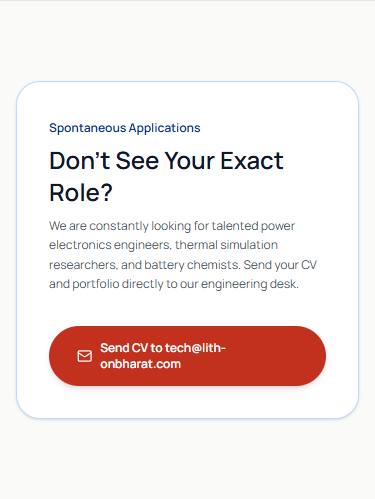 Spontaneous Applications
Don't See Your Exact
Role?
We are constantly looking for talented power
electronics engineers, thermal simulation
researchers, and battery chemists. Send your CV
and portfolio directly to our engineering desk.
Send CV to tech@lith-
onbharat.com